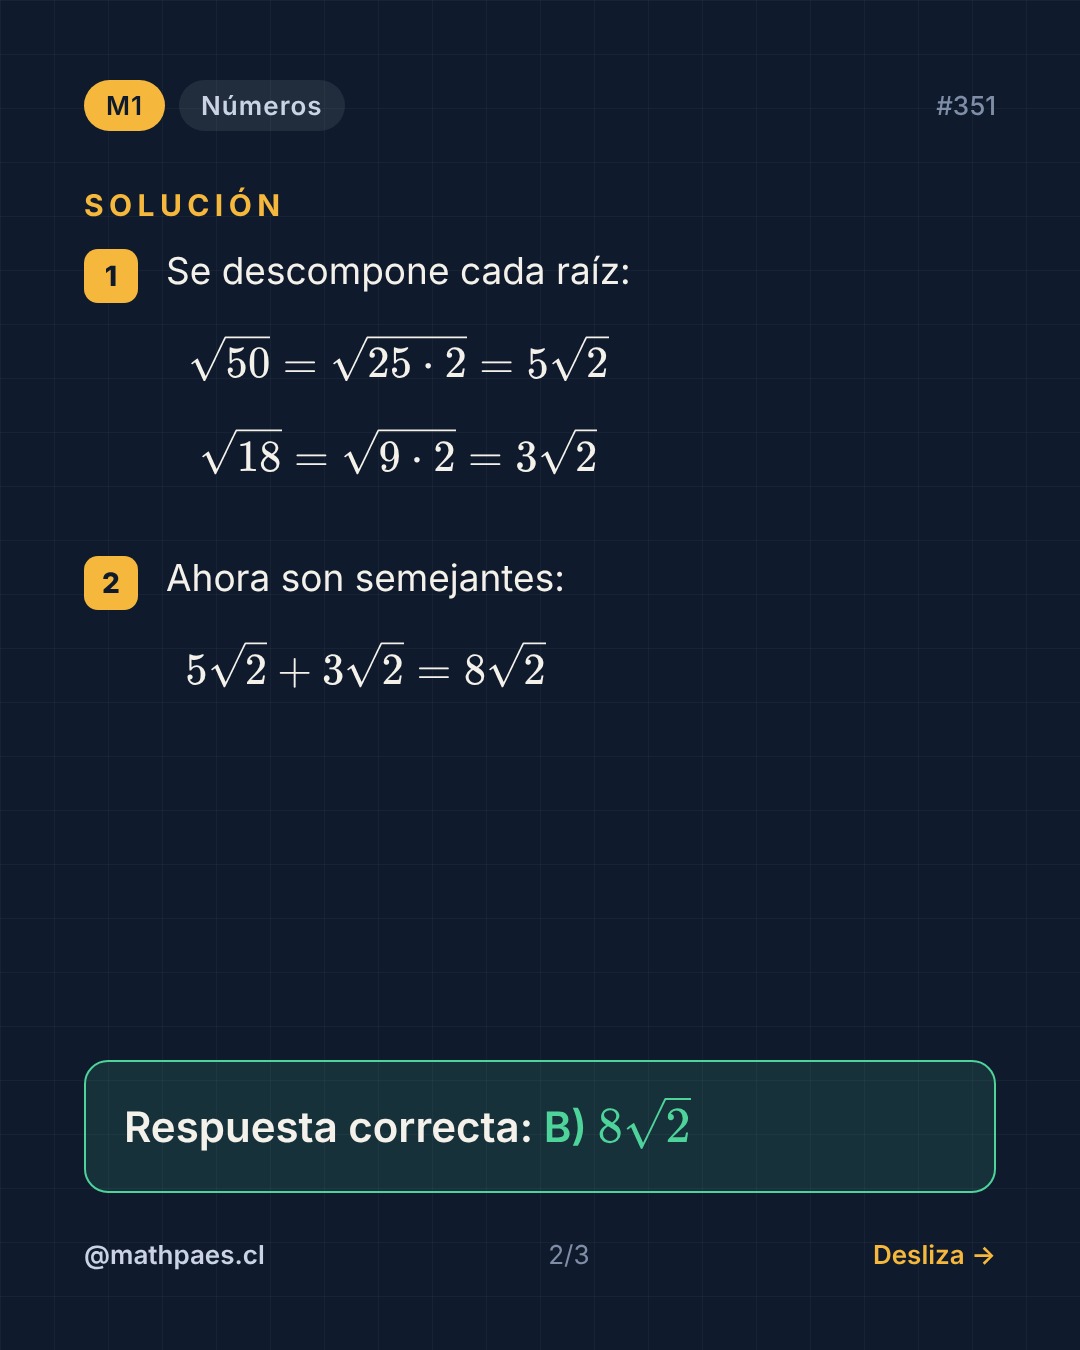 M1 Números #351
SOLUCIÓN
1 Se descompone cada raíz:
√50 = √25 · 2 = 5√2
√18 = √9 · 2 = 3√2
2 Ahora son semejantes:
5√2 + 3√2 = 8√2
Respuesta correcta: B) 8√2
@mathpaes.cl 2/3 Desliza →